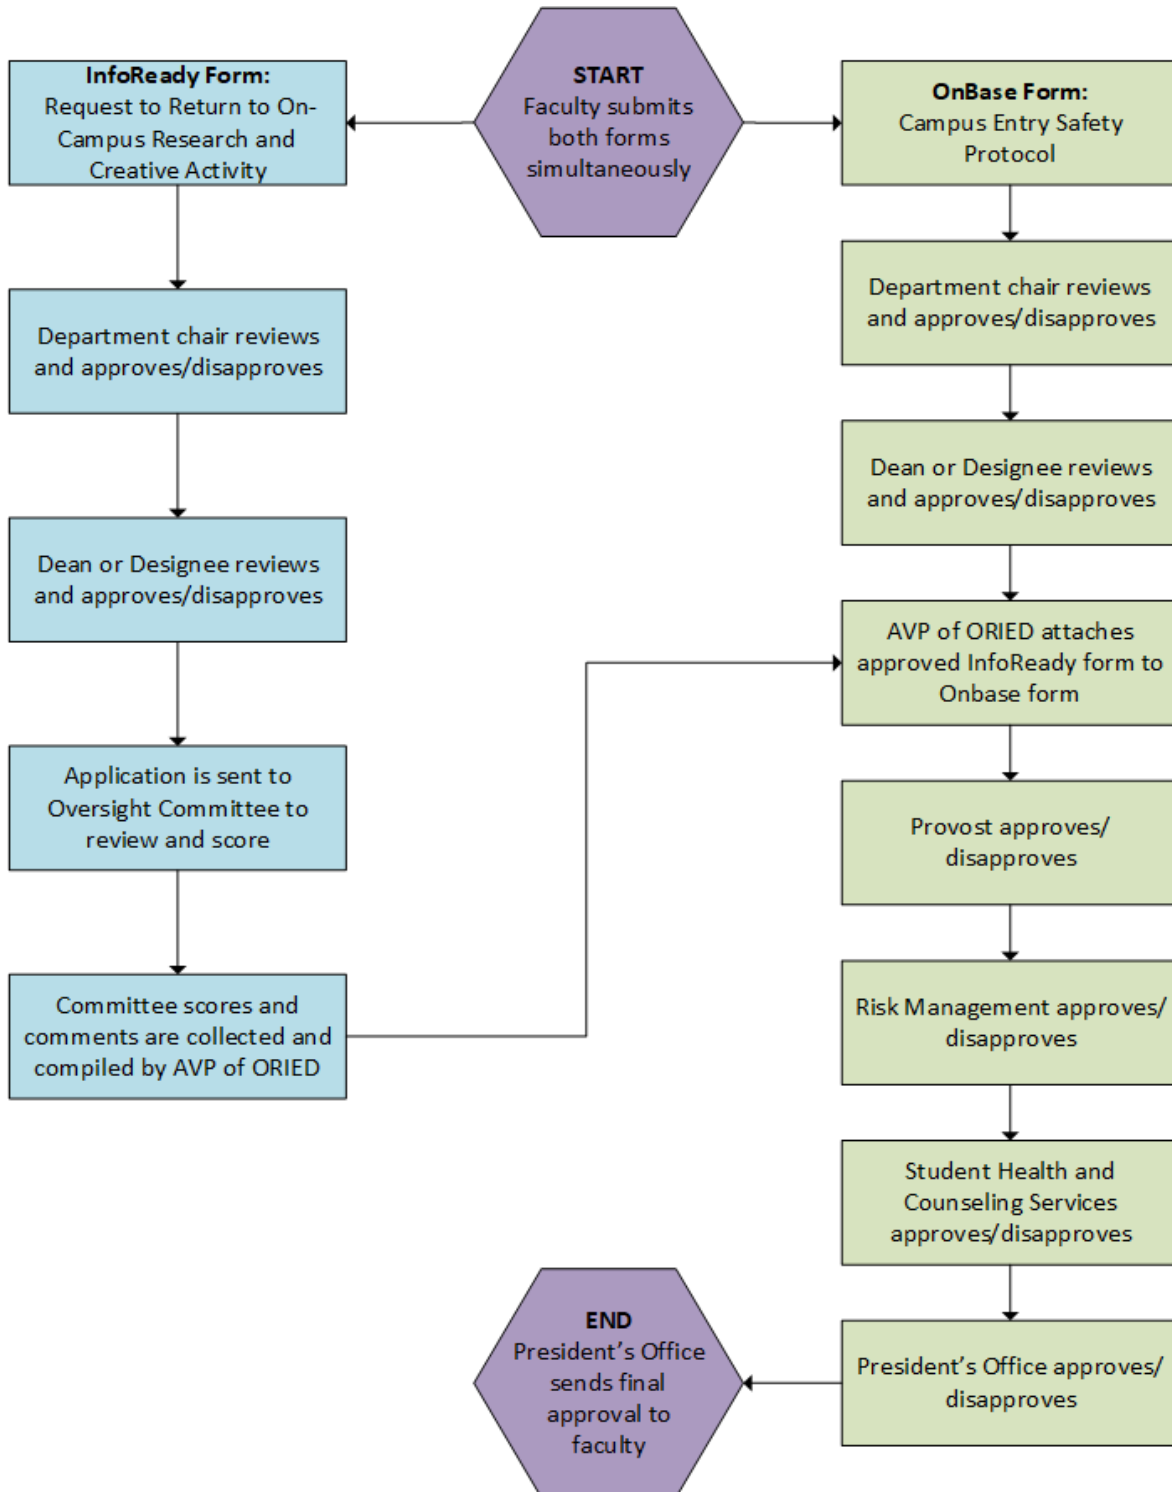 START
Faculty submits
both forms
simultaneously
InfoReady Form:
Request to Return to On-
Campus Research and
Creative Activity
Department chair reviews
and approves/disapproves
Dean or Designee reviews
and approves/disapproves
Application is sent to
Oversight Committee to
review and score
Committee scores and
comments are collected and
compiled by AVP of ORIED
OnBase Form:
Campus Entry Safety
Protocol
Department chair reviews
and approves/disapproves
Dean or Designee reviews
and approves/disapproves
AVP of ORIED attaches
approved InfoReady form to
Onbase form
Provost approves/
disapproves
Risk Management approves/
disapproves
Student Health and
Counseling Services
approves/disapproves
President's Office approves/
disapproves
END
President's Office
sends final
approval to
faculty